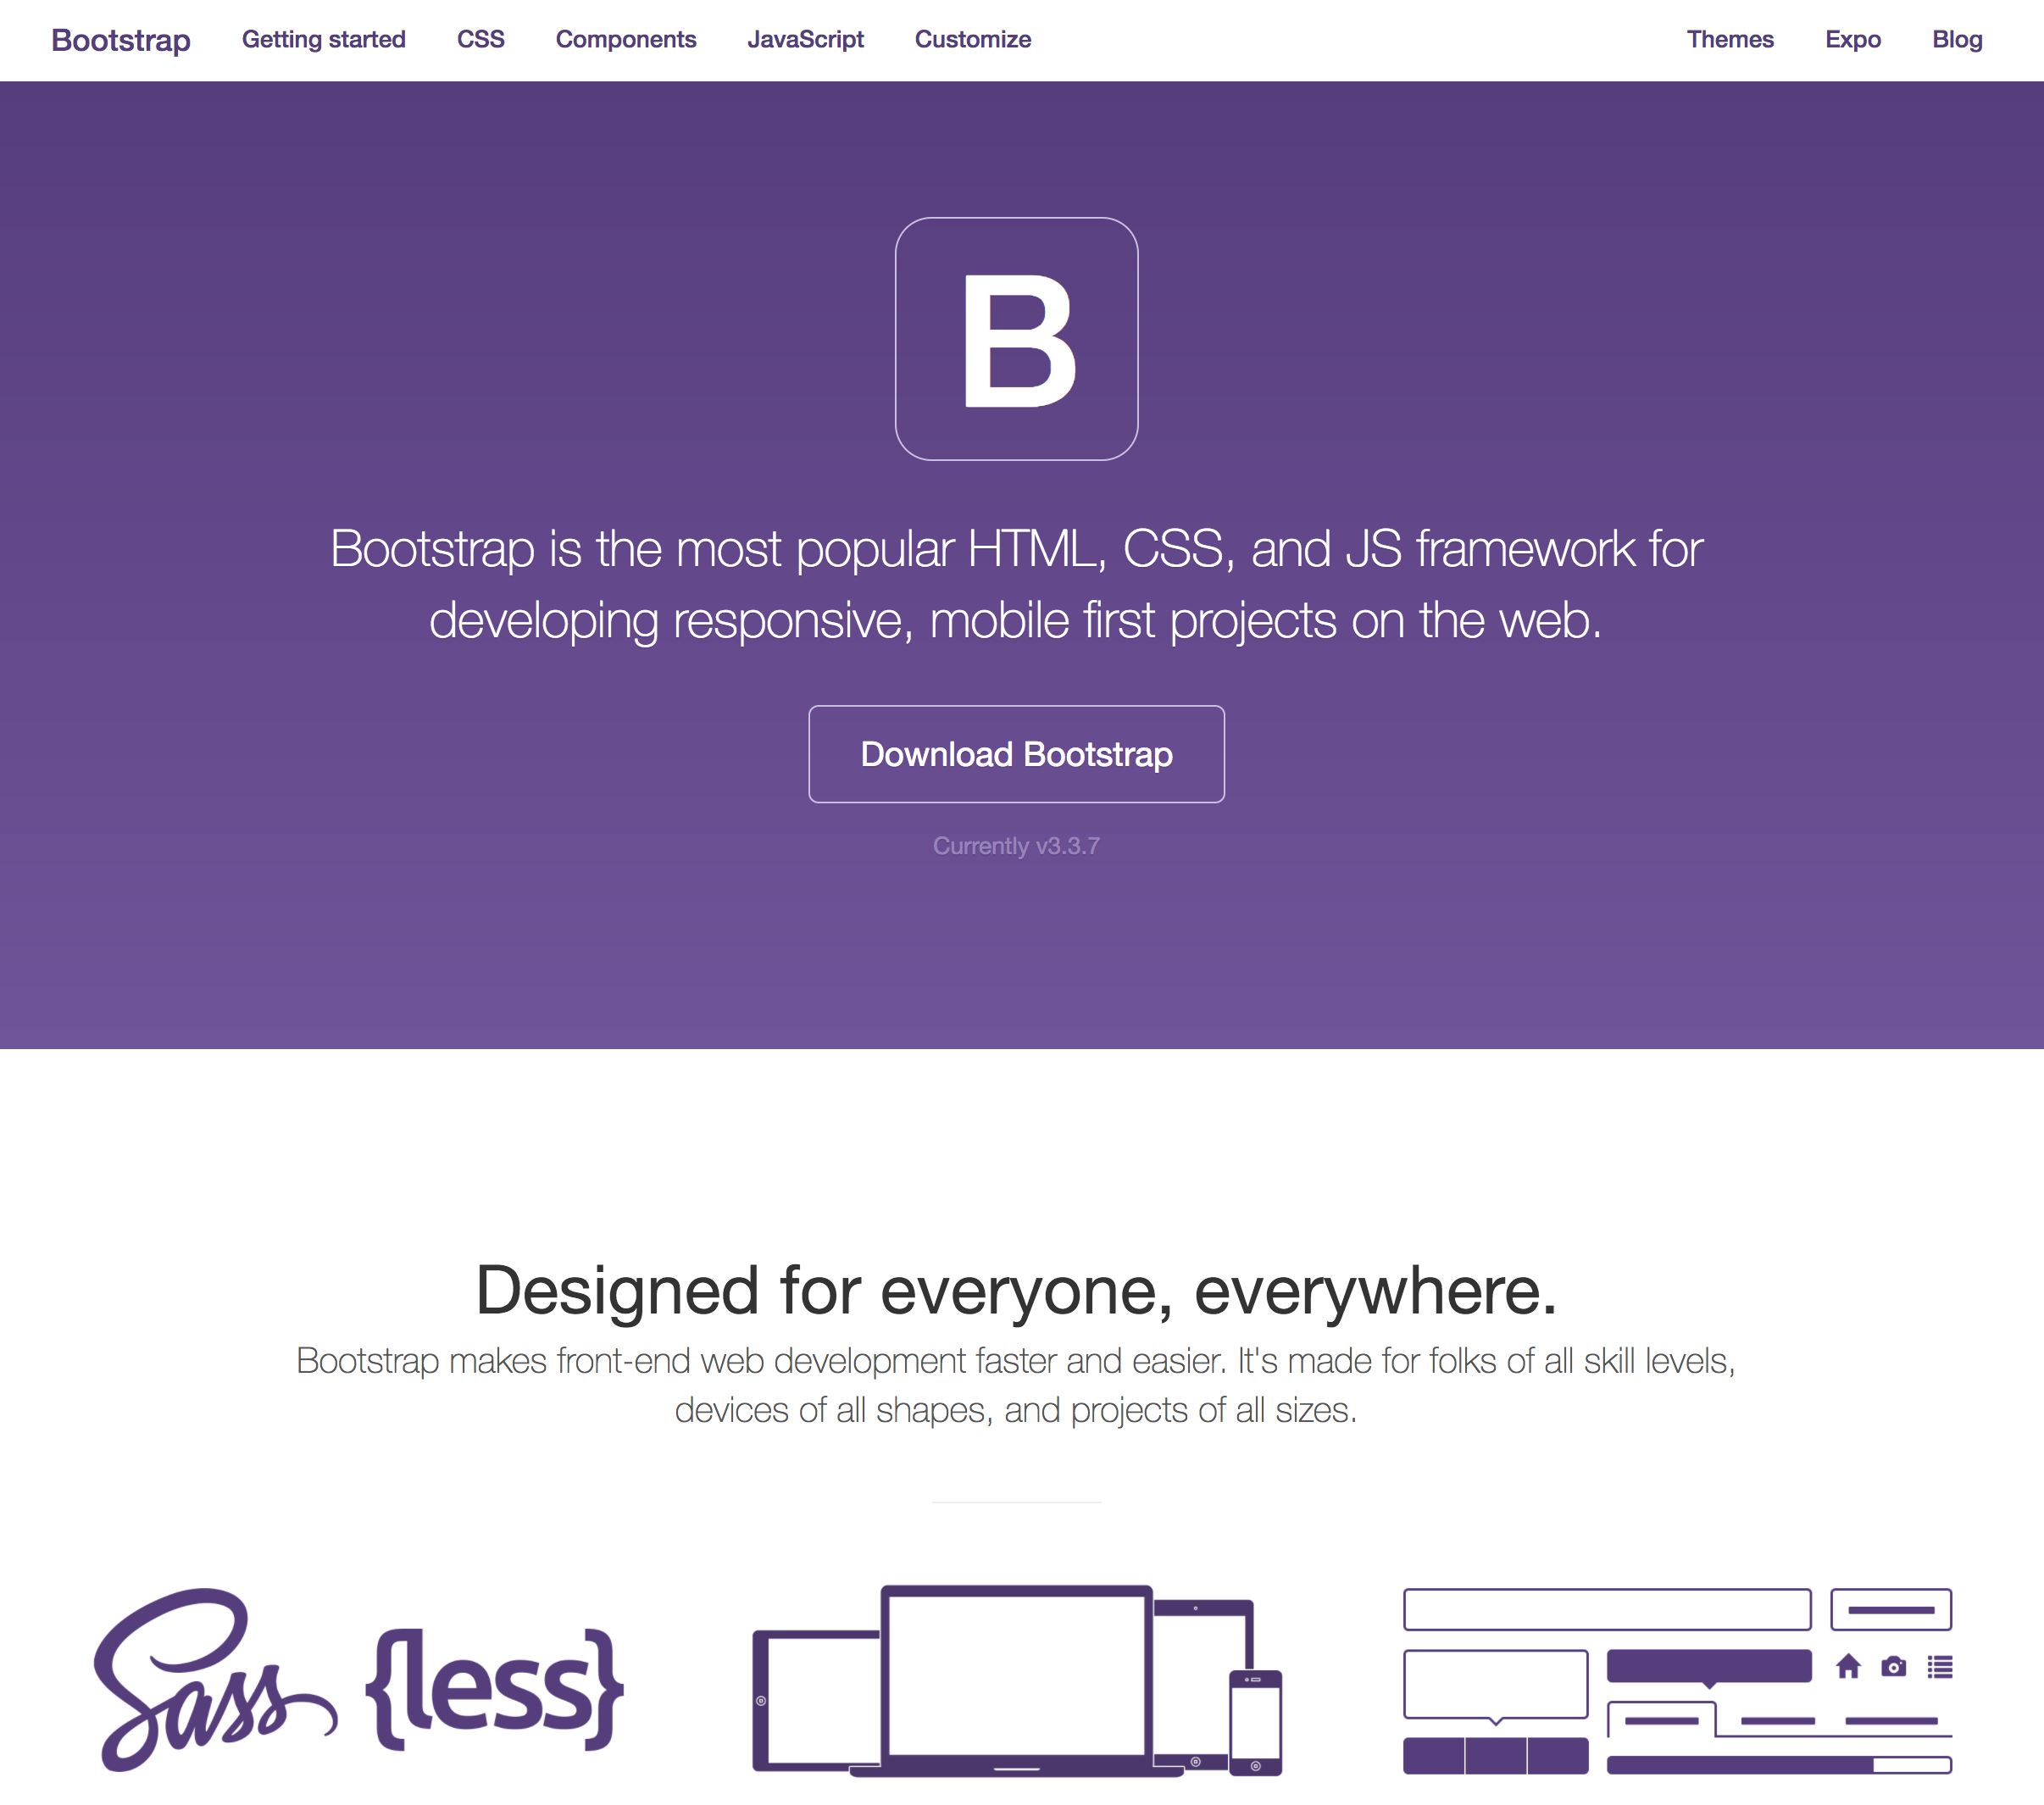 Bootstrap Getting started CSS Components JavaScript Customize Themes Expo Blog
B
Bootstrap is the most popular HTML, CSS, and JS framework for
developing responsive, mobile first projects on the web.
Download Bootstrap
Currently v3.3.7
Designed for everyone, everywhere.
Bootstrap makes front-end web development faster and easier. It's made for folks of all skill levels,
devices of all shapes, and projects of all sizes.
Sass {less}